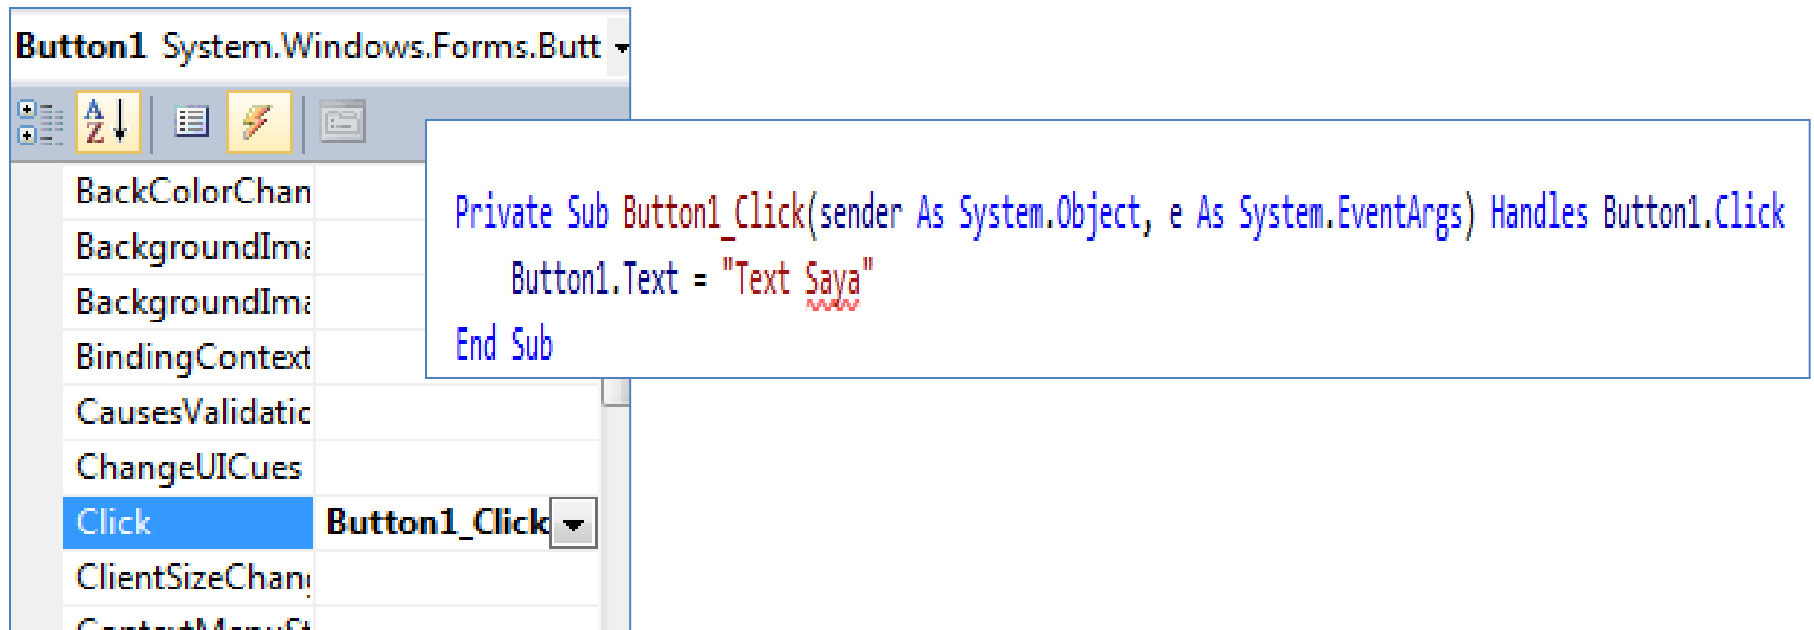 Button1 System.Windows.Forms.Butt
A
Z
BackColorChan
BackgroundIma
BackgroundIma
BindingContext
CausesValidatic
ChangeUICues
Click Button1_Click
ClientSizeChan
Private Sub Button1_Click(sender As System.Object, e As System.EventArgs) Handles Button1.Click
Button1.Text = "Text Saya"
End Sub